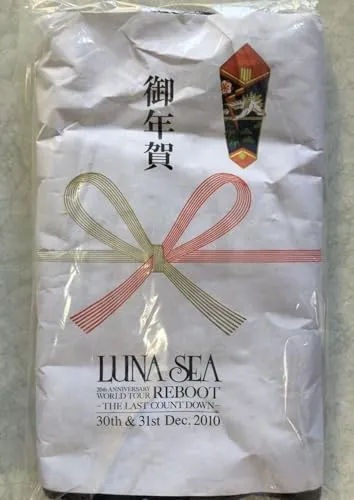 御年賀
LUNA SEA
20th ANNIVERSARY
WORLD TOUR REBOOT
-THE LAST COUNT DOWN-
30th & 31st Dec. 2010